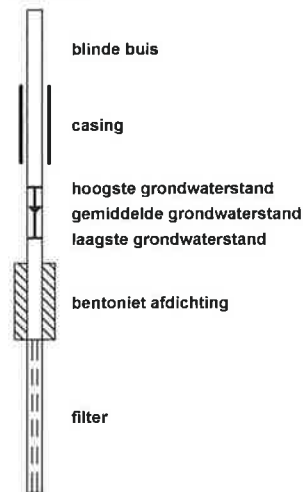 blinde buis
casing
hoogste grondwaterstand
gemiddelde grondwaterstand
laagste grondwaterstand
bentoniet afdichting
filter